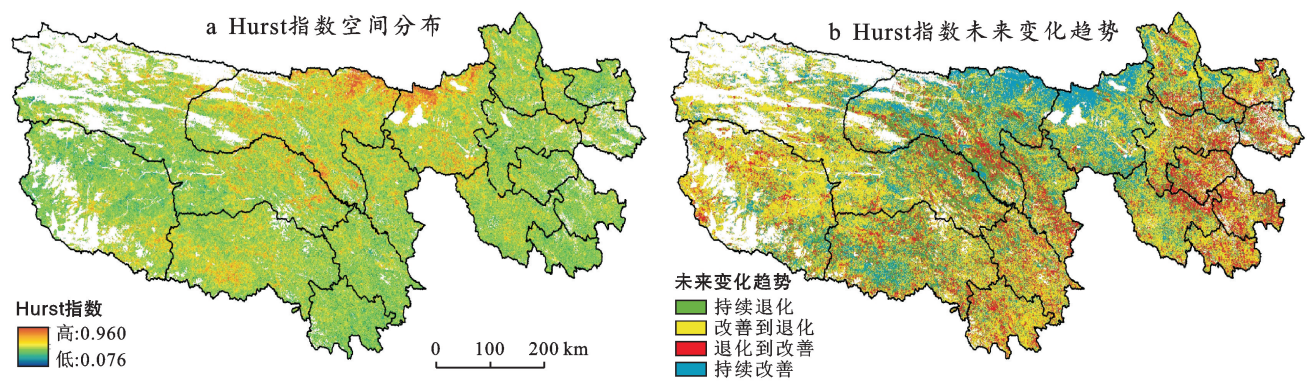 a Hurst指数空间分布
b Hurst指数未来变化趋势
Hurst指数
高:0.960
低:0.076
0 100 200 km
未来变化趋势
持续退化
改善到退化
退化到改善
持续改善